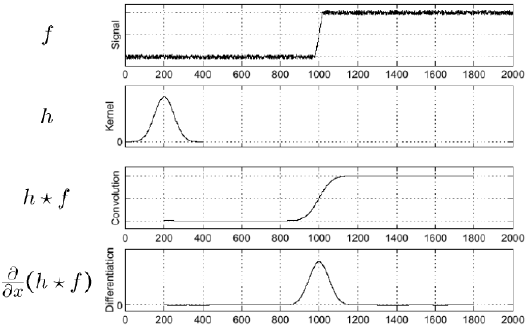 f
Signal
0 200 400 600 800 1000 1200 1400 1600 1800 2000
h
Kernel
0
0 200 400 600 800 1000 1200 1400 1600 1800 2000
h ⋆ f
Convolution
0 200 400 600 800 1000 1200 1400 1600 1800 2000
∂/∂x (h ⋆ f)
Differentiation
0
0 200 400 600 800 1000 1200 1400 1600 1800 2000